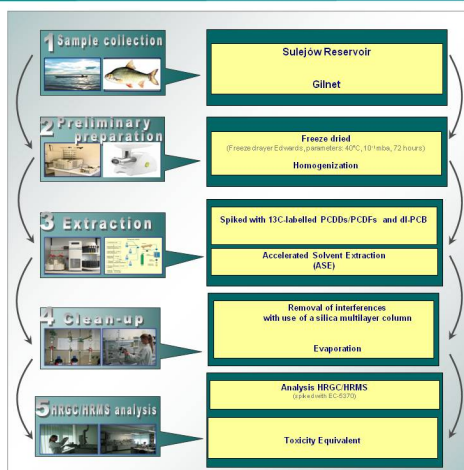 1 Sample collection
Sulejów Reservoir
Gilnet
2 Preliminary
preparation
Freeze dried
(Freeze drayer Edwards, parameters: 40°C, 10⁻¹ mba, 72 hours)
Homogenization
3 Extraction
Spiked with 13C-labelled PCDDs/PCDFs and dl-PCB
Accelerated Solvent Extraction
(ASE)
4 Clean-up
Removal of interferences
with use of a silica multilayer column
Evaporation
5 HRGC/HRMS analysis
Analysis HRGC/HRMS
(spiked with EC-5370)
Toxicity Equivalent